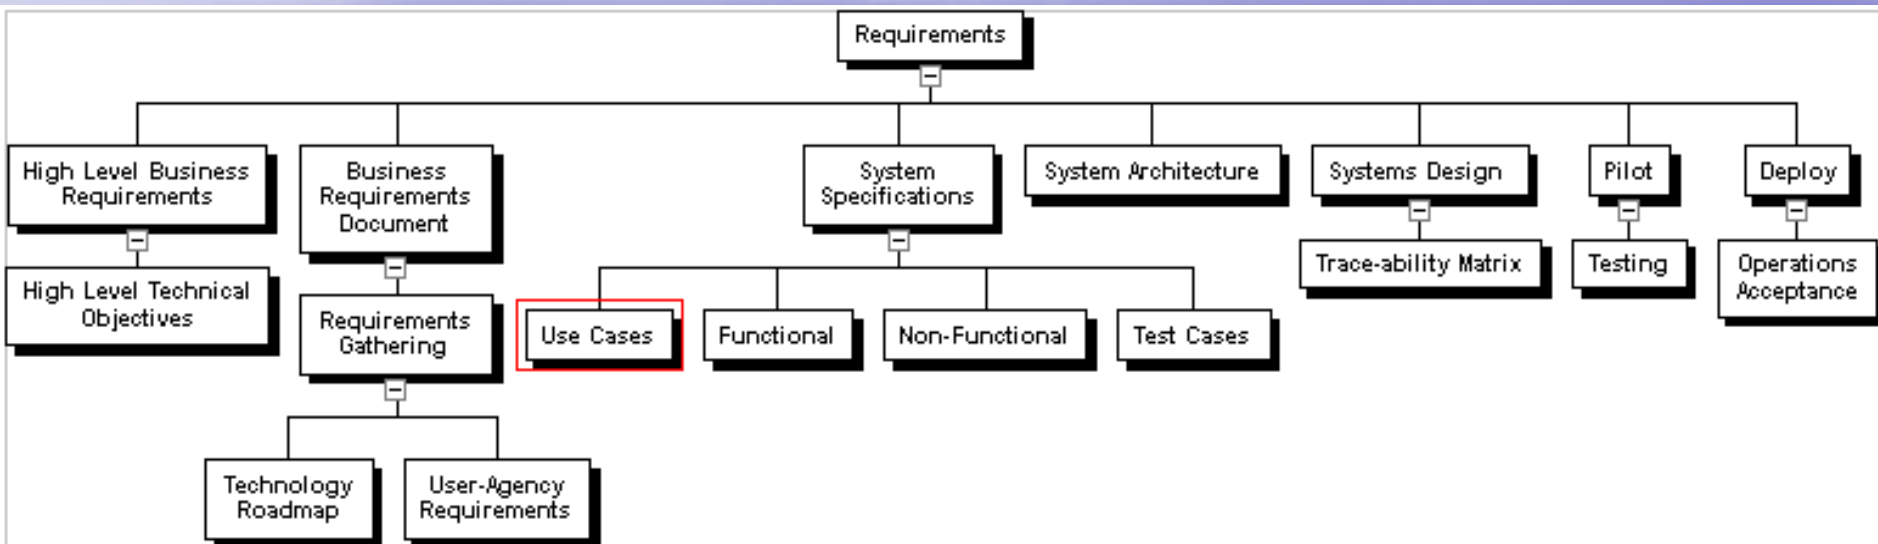 Requirements
High Level Business
Requirements
Business
Requirements
Document
System
Specifications
System Architecture
Systems Design
Pilot
Deploy
High Level Technical
Objectives
Requirements
Gathering
Use Cases
Functional
Non-Functional
Test Cases
Trace-ability Matrix
Testing
Operations
Acceptance
Technology
Roadmap
User-Agency
Requirements